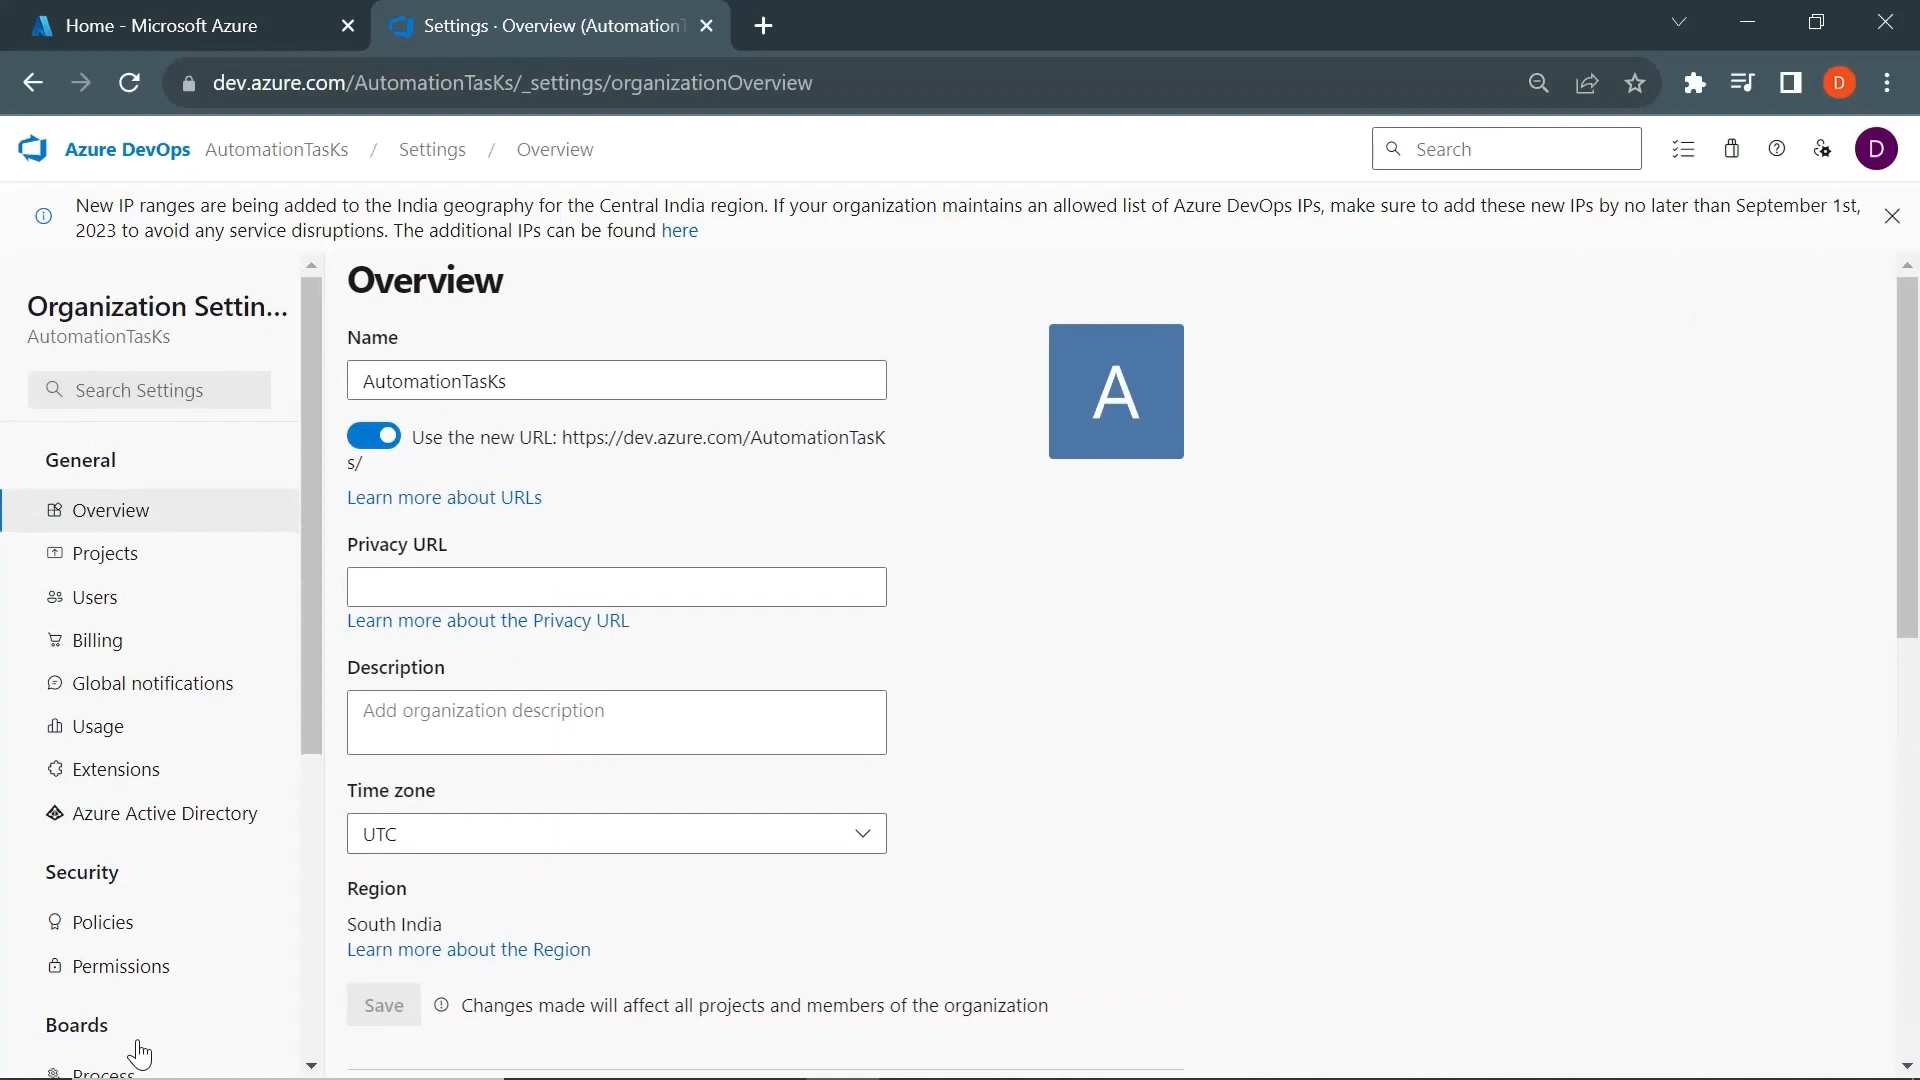 Home - Microsoft Azure
Settings · Overview (Automation
dev.azure.com/AutomationTasKs/_settings/organizationOverview
D
Azure DevOps AutomationTasKs / Settings / Overview
Search
D
New IP ranges are being added to the India geography for the Central India region. If your organization maintains an allowed list of Azure DevOps IPs, make sure to add these new IPs by no later than September 1st,
2023 to avoid any service disruptions. The additional IPs can be found here
Organization Settin...
AutomationTasKs
Search Settings
General
Overview
Projects
Users
Billing
Global notifications
Usage
Extensions
Azure Active Directory
Security
Policies
Permissions
Boards
Process
Overview
Name
AutomationTasKs
Use the new URL: https://dev.azure.com/AutomationTasK
s/
Learn more about URLs
Privacy URL
Learn more about the Privacy URL
Description
Add organization description
Time zone
UTC
Region
South India
Learn more about the Region
Save
Changes made will affect all projects and members of the organization
A